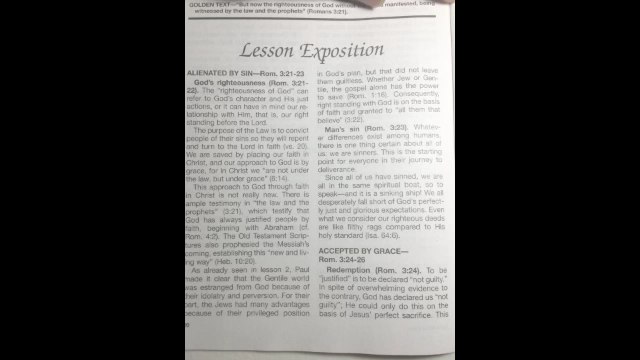 GOLDEN TEXT—"But now the righteousness of God without manifested, being
witnessed by the law and the prophets" (Romans 3:21).
Lesson Exposition
ALIENATED BY SIN—Rom. 3:21-23
God's righteousness (Rom. 3:21-
22). The "righteousness of God" can
refer to God's character and His just
actions, or it can have in mind our re-
lationship with Him, that is, our right
standing before the Lord.
The purpose of the Law is to convict
people of their sins so they will repent
and turn to the Lord in faith (vs. 20).
We are saved by placing our faith in
Christ, and our approach to God is by
grace, for in Christ we "are not under
the law, but under grace" (6:14).
This approach to God through faith
in Christ is not really new. There is
ample testimony in "the law and the
prophets" (3:21), which testify that
God has always justified people by
faith, beginning with Abraham (cf.
Rom. 4:2). The Old Testament Scrip-
tures also prophesied the Messiah's
coming, establishing this "new and liv-
ing way" (Heb. 10:20).
As already seen in lesson 2, Paul
made it clear that the Gentile world
was estranged from God because of
their idolatry and perversion. For their
part, the Jews had many advantages
because of their privileged position
in God's plan, but that did not leave
them guiltless. Whether Jew or Gen-
tile, the gospel alone has the power
to save (Rom. 1:16). Consequently,
right standing with God is on the basis
of faith and granted to "all them that
believe" (3:22).
Man's sin (Rom. 3:23). Whatev-
er differences exist among humans,
there is one thing certain about all of
us: we are sinners. This is the starting
point for everyone in their journey to
deliverance.
Since all of us have sinned, we are
all in the same spiritual boat, so to
speak—and it is a sinking ship! We all
desperately fall short of God's perfect-
ly just and glorious expectations. Even
what we consider our righteous deeds
are like filthy rags compared to His
holy standard (Isa. 64:6).
ACCEPTED BY GRACE—
Rom. 3:24-26
Redemption (Rom. 3:24). To be
"justified" is to be declared "not guilty."
In spite of overwhelming evidence to
the contrary, God has declared us "not
guilty"; He could only do this on the
basis of Jesus' perfect sacrifice. This